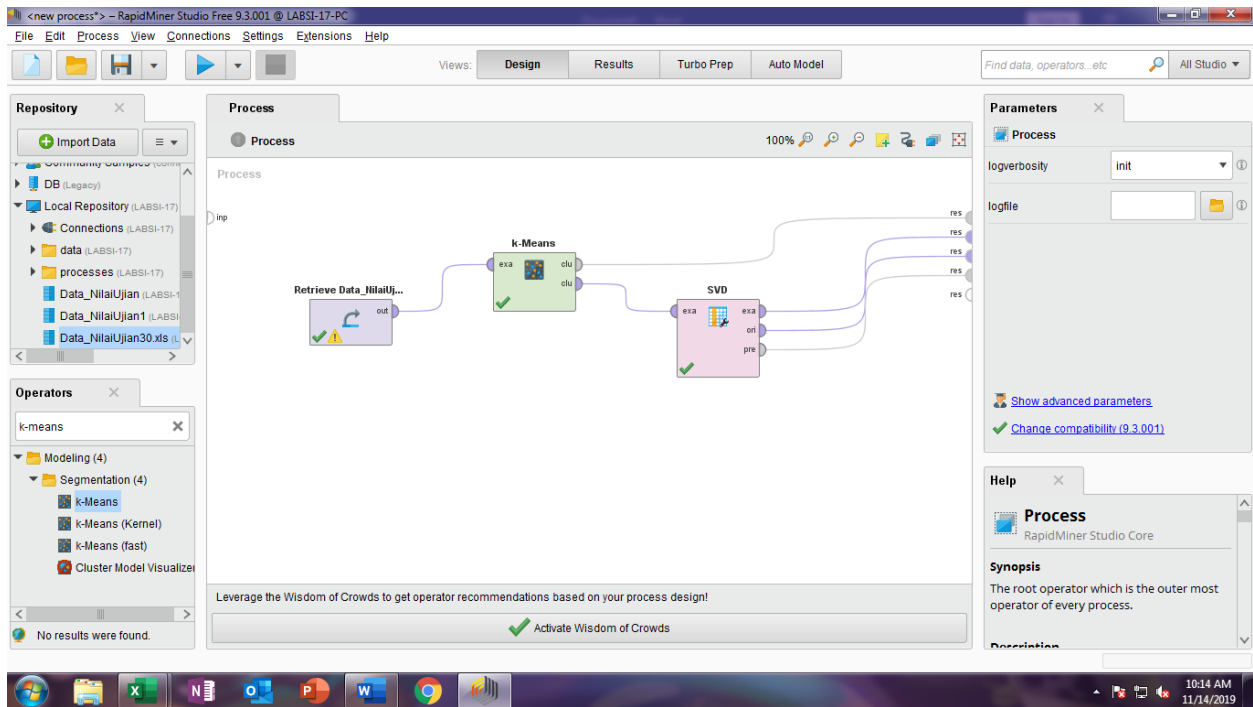 <new process*> – RapidMiner Studio Free 9.3.001 @ LABSI-17-PC
File Edit Process View Connections Settings Extensions Help
Views: Design Results Turbo Prep Auto Model
Find data, operators...etc
All Studio
Repository
Import Data
Community Samples
DB (Legacy)
Local Repository (LABSI-17)
Connections (LABSI-17)
data (LABSI-17)
processes (LABSI-17)
Data_NilaiUjian (LABSI-1
Data_NilaiUjian1 (LABSI
Data_NilaiUjian30.xls (L
Operators
k-means
Modeling (4)
Segmentation (4)
k-Means
k-Means (Kernel)
k-Means (fast)
Cluster Model Visualizer
No results were found.
Process
Process
100%
Process
inp
Retrieve Data_NilaiUj...
out
k-Means
exa
clu
clu
SVD
exa
exa
ori
pre
res
res
res
res
res
Leverage the Wisdom of Crowds to get operator recommendations based on your process design!
Activate Wisdom of Crowds
Parameters
Process
logverbosity
init
logfile
Show advanced parameters
Change compatibility (9.3.001)
Help
Process
RapidMiner Studio Core
Synopsis
The root operator which is the outer most
operator of every process.
Description
10:14 AM
11/14/2019